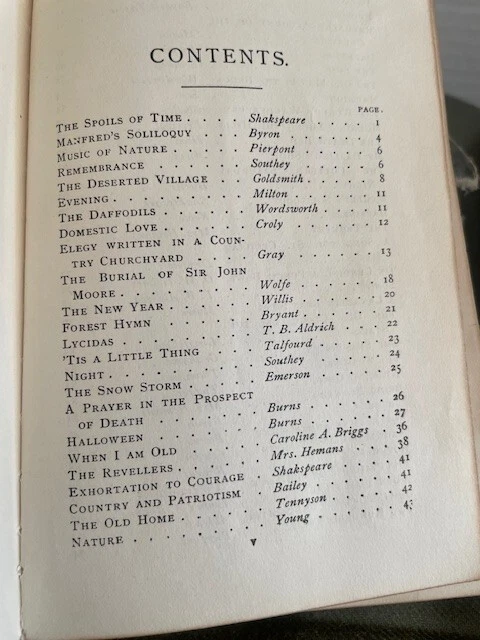 CONTENTS.
PAGE.
THE SPOILS OF TIME . . . . Shakspeare . . . . 1
MANFRED'S SOLILOQUY . . . . Byron . . . . . 4
MUSIC OF NATURE . . . . . Pierpont . . . . 6
REMEMBRANCE . . . . . . Southey . . . . . 6
THE DESERTED VILLAGE . . . Goldsmith . . . . 8
EVENING . . . . . . . . Milton . . . . . 11
THE DAFFODILS . . . . . . Wordsworth . . . . 11
DOMESTIC LOVE . . . . . . Croly . . . . . 12
ELEGY WRITTEN IN A COUN-
TRY CHURCHYARD . . . . Gray . . . . . 13
THE BURIAL OF SIR JOHN
MOORE . . . . . . . . Wolfe . . . . . 18
THE NEW YEAR . . . . . . Willis . . . . . 20
FOREST HYMN . . . . . . Bryant . . . . . 21
LYCIDAS . . . . . . . . T. B. Aldrich . . . 22
'TIS A LITTLE THING . . . . Talfourd . . . . 23
NIGHT . . . . . . . . . Southey . . . . . 24
THE SNOW STORM . . . . . Emerson . . . . . 25
A PRAYER IN THE PROSPECT
OF DEATH . . . . . . . Burns . . . . . . 26
HALLOWEEN . . . . . . . Burns . . . . . . 27
WHEN I AM OLD . . . . . . Caroline A. Briggs . 36
THE REVELLERS . . . . . . Mrs. Hemans . . . . 38
EXHORTATION TO COURAGE . . Shakspeare . . . . 41
COUNTRY AND PATRIOTISM . . Bailey . . . . . 41
THE OLD HOME . . . . . . Tennyson . . . . . 42
NATURE . . . . . . . . Young . . . . . 43
v